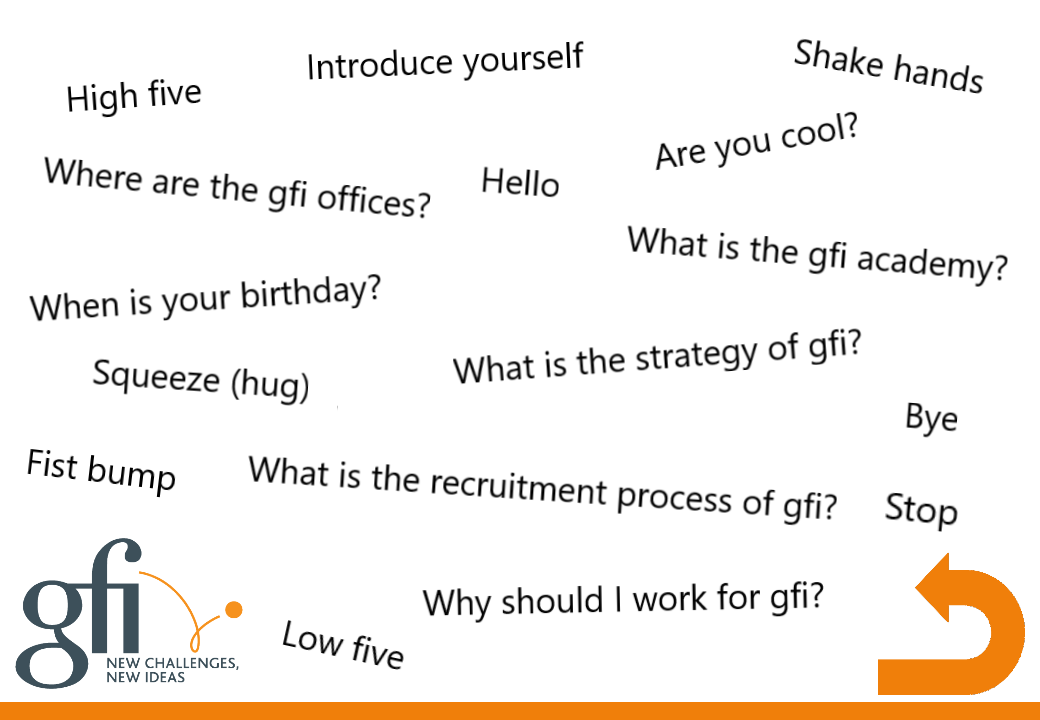 Introduce yourself
Shake hands
High five
Are you cool?
Where are the gfi offices?
Hello
What is the gfi academy?
When is your birthday?
What is the strategy of gfi?
Squeeze (hug)
Bye
Fist bump
What is the recruitment process of gfi?
Stop
Why should I work for gfi?
Low five
gfi
NEW CHALLENGES,
NEW IDEAS